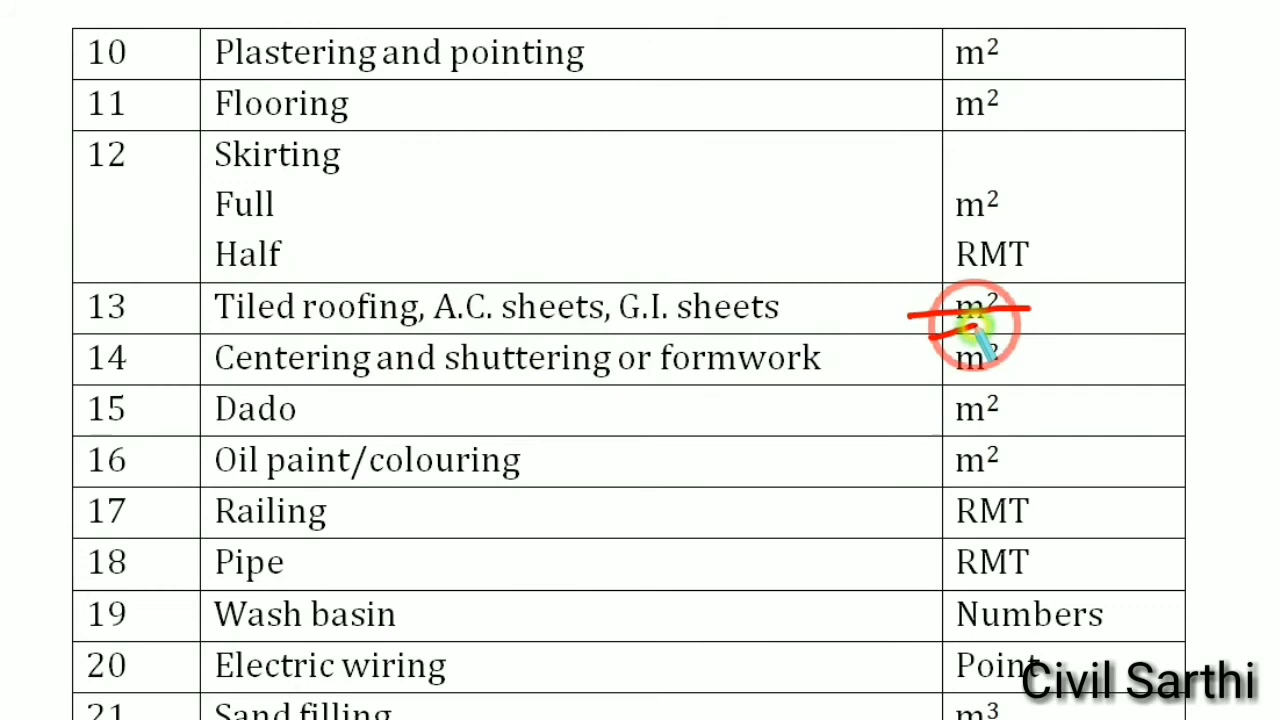 10 Plastering and pointing m²
11 Flooring m²
12 Skirting
Full m²
Half RMT
13 Tiled roofing, A.C. sheets, G.I. sheets m²
14 Centering and shuttering or formwork m²
15 Dado m²
16 Oil paint/colouring m²
17 Railing RMT
18 Pipe RMT
19 Wash basin Numbers
20 Electric wiring Point
Civil Sarthi
21 Sand filling m³